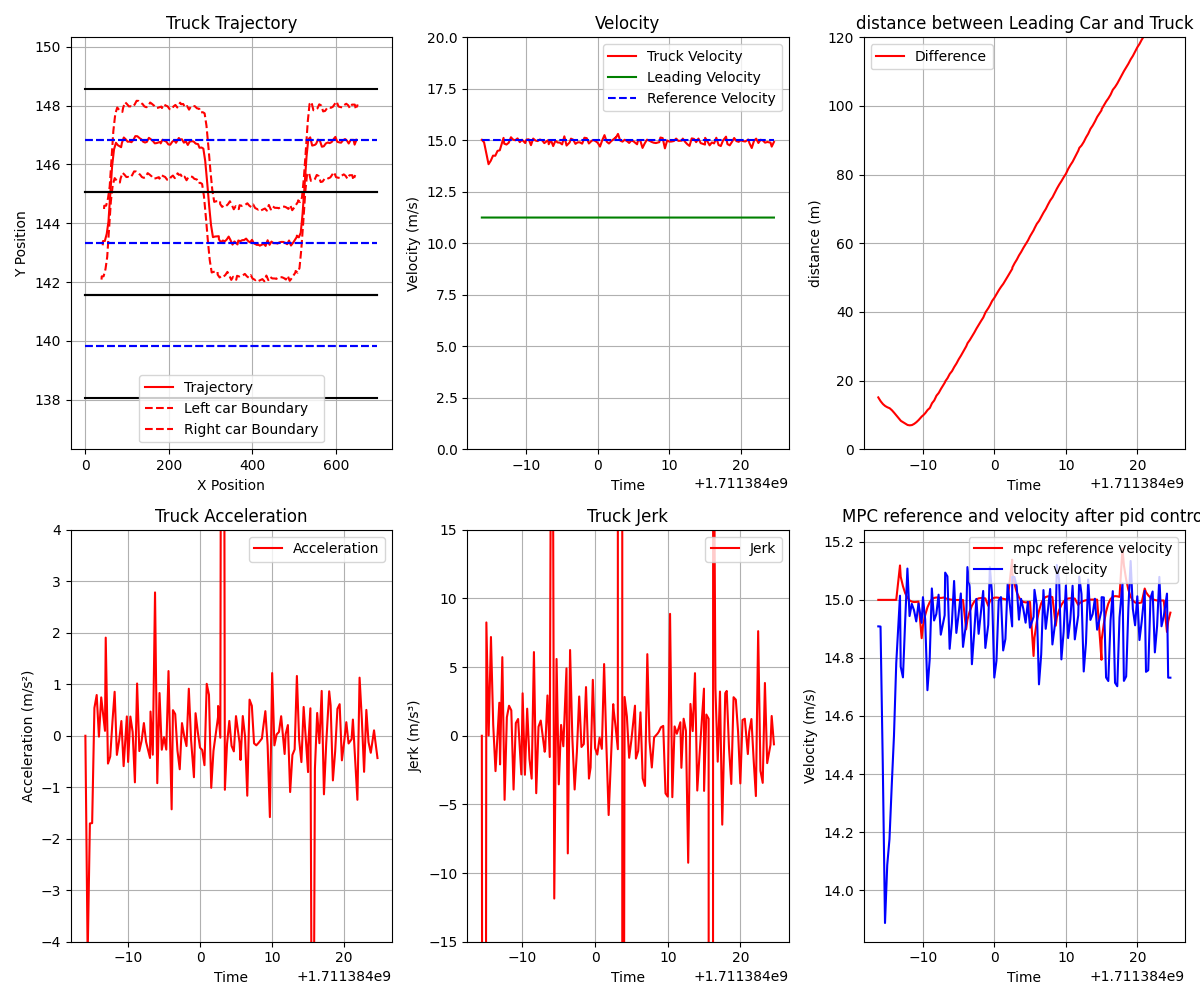 Truck Trajectory
Y Position
150
148
146
144
142
140
138
Trajectory
Left car Boundary
Right car Boundary
0
200
400
600
X Position
Velocity
Velocity (m/s)
20.0
17.5
15.0
12.5
10.0
7.5
5.0
2.5
0.0
Truck Velocity
Leading Velocity
Reference Velocity
−10
0
10
20
Time
+1.711384e9
distance between Leading Car and Truck
distance (m)
120
100
80
60
40
20
0
Difference
−10
0
10
20
Time
+1.711384e9
Truck Acceleration
Acceleration (m/s²)
4
3
2
1
0
−1
−2
−3
−4
Acceleration
−10
0
10
20
Time
+1.711384e9
Truck Jerk
Jerk (m/s³)
15
10
5
0
−5
−10
−15
Jerk
−10
0
10
20
Time
+1.711384e9
MPC reference and velocity after pid contro
Velocity (m/s)
15.2
15.0
14.8
14.6
14.4
14.2
14.0
mpc reference velocity
truck velocity
−10
0
10
20
Time
+1.711384e9